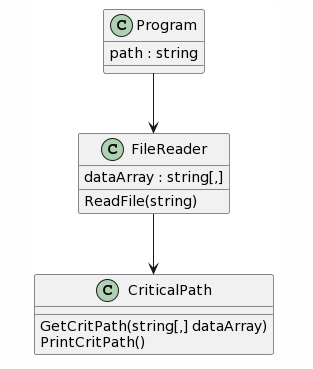 C Program
path : string
C FileReader
dataArray : string[,]
ReadFile(string)
C CriticalPath
GetCritPath(string[,] dataArray)
PrintCritPath()